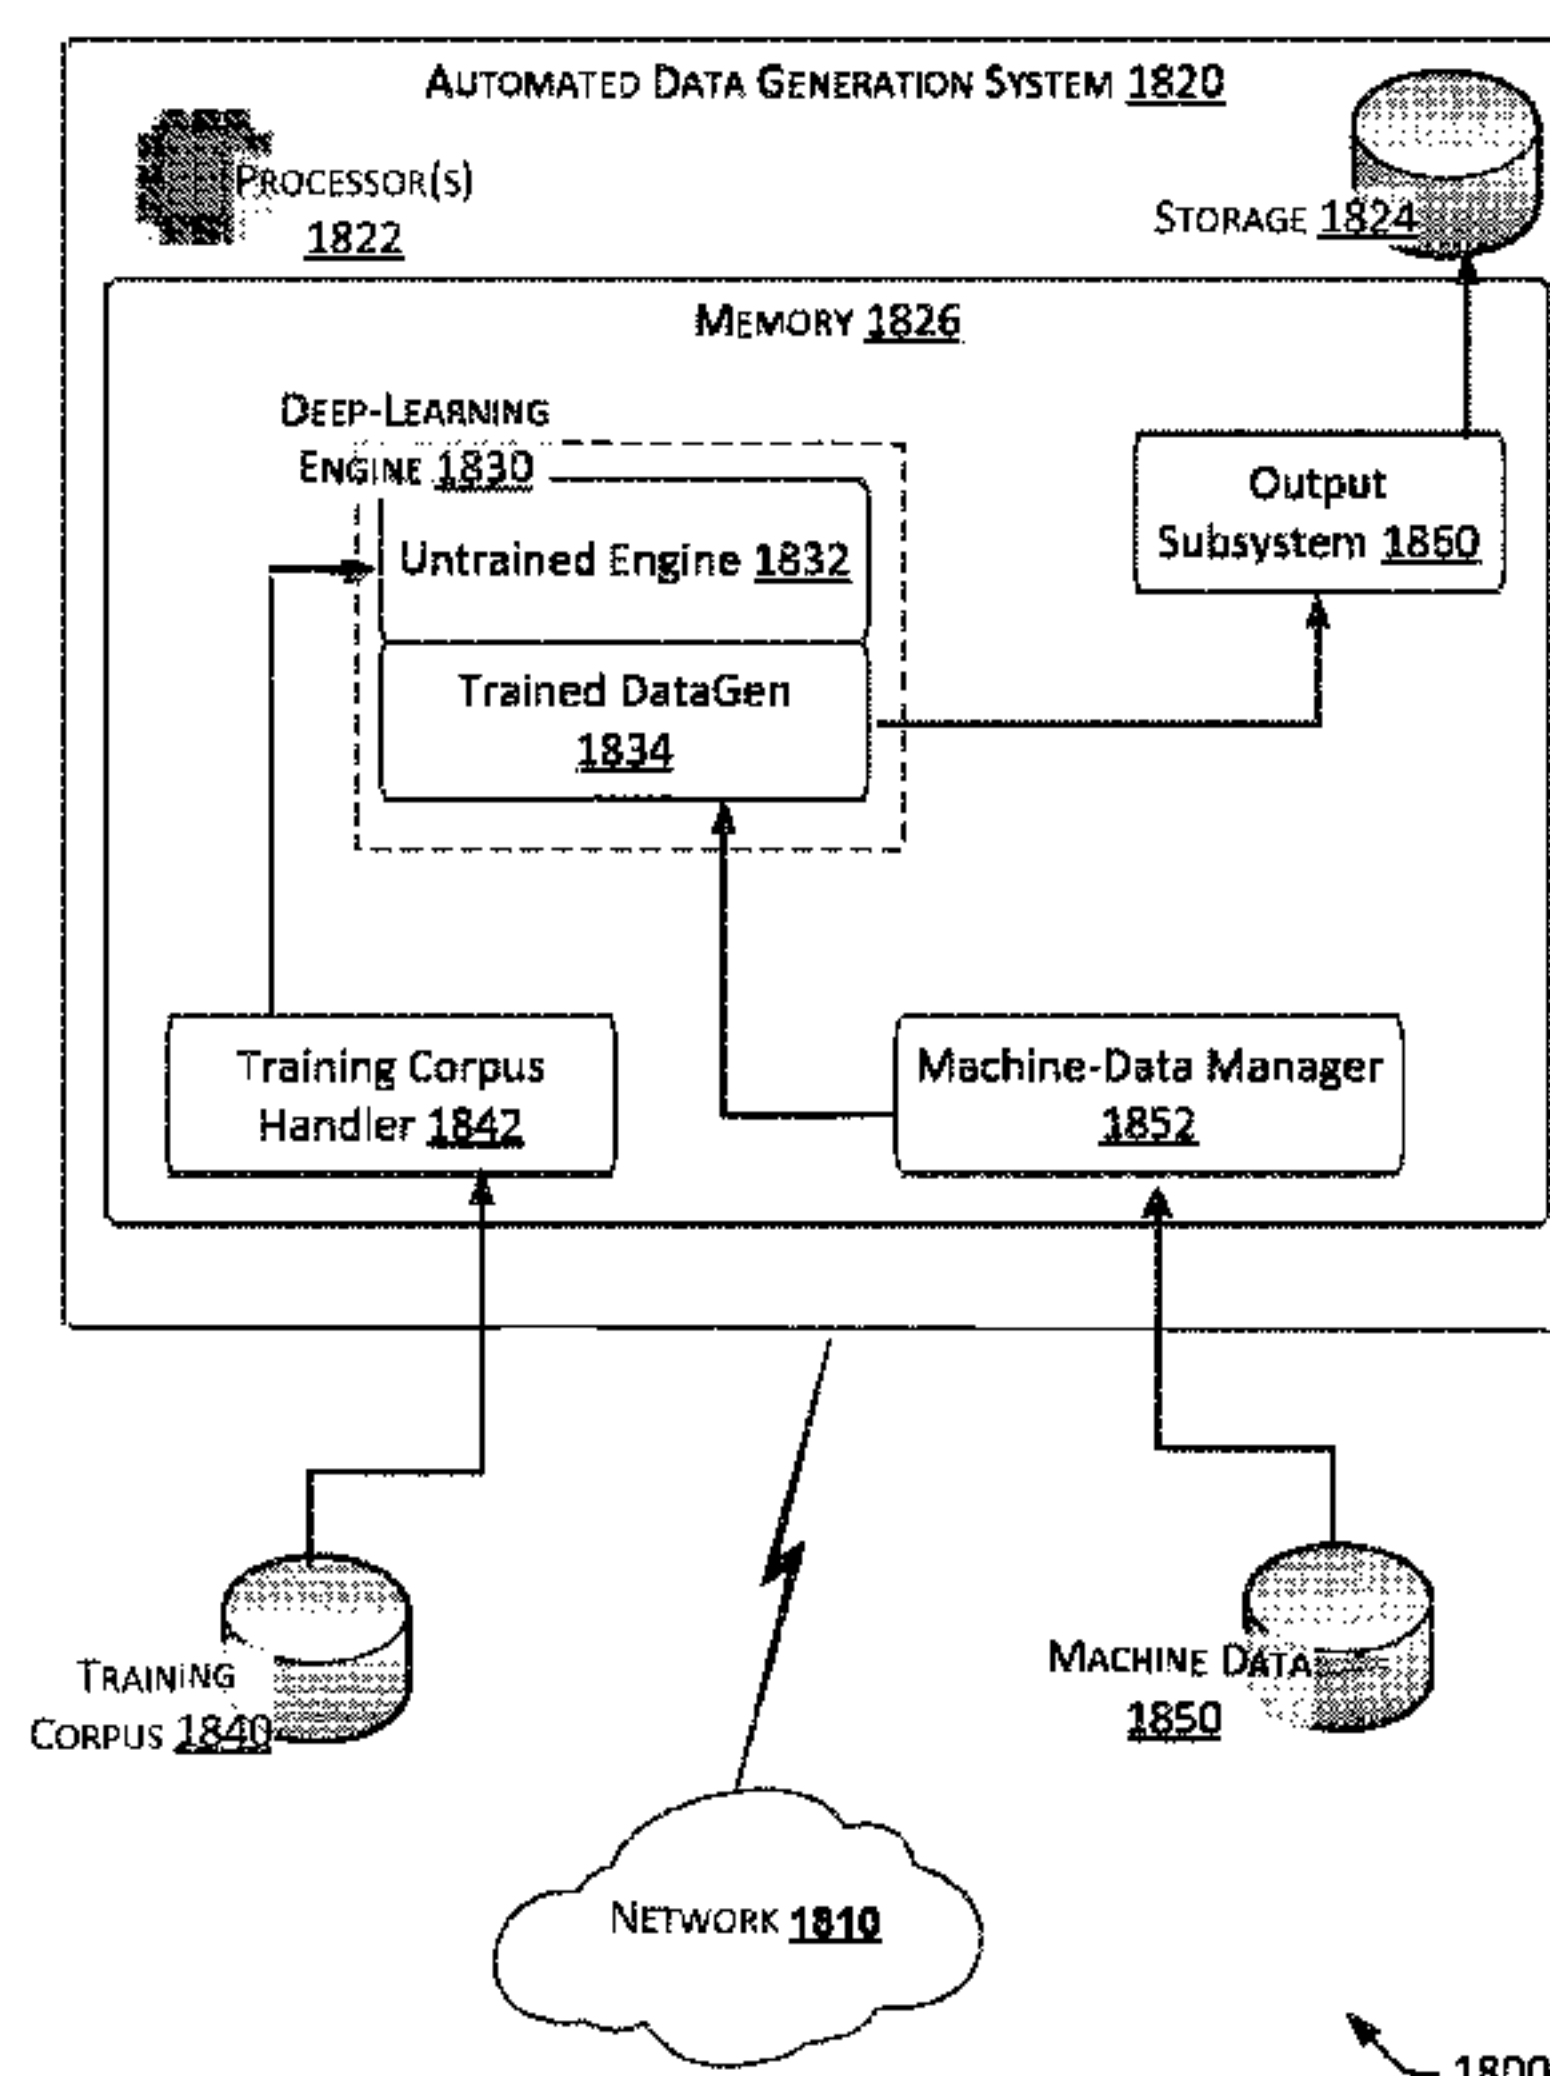 AUTOMATED DATA GENERATION SYSTEM 1820
PROCESSOR(S)
1822
STORAGE 1824
MEMORY 1826
DEEP-LEARNING
ENGINE 1830
Untrained Engine 1832
Trained DataGen
1834
Output
Subsystem 1860
Training Corpus
Handler 1842
Machine-Data Manager
1852
TRAINING
CORPUS 1840
MACHINE DATA
1850
NETWORK 1810
1800